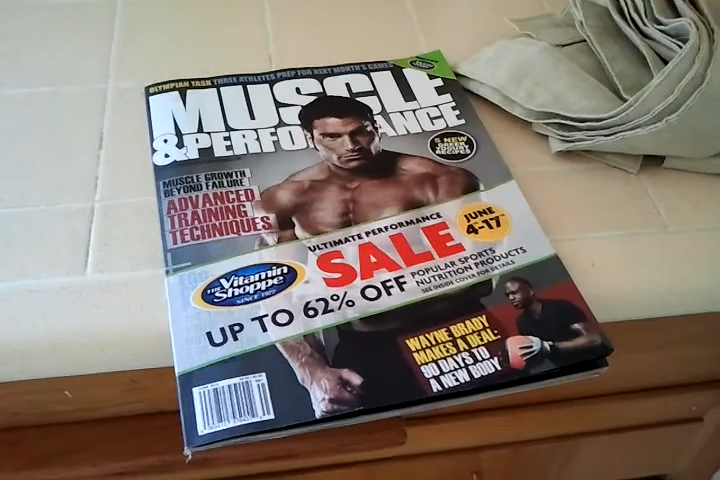 OLYMPIAN TASK THREE ATHLETES PREP FOR NEXT MONTH'S GAMES
MUSCLE
&PERFORMANCE
5 NEW
GREEK
YOGURT
RECIPES
MUSCLE GROWTH
BEYOND FAILURE!
ADVANCED
TRAINING
TECHNIQUES
ULTIMATE PERFORMANCE
SALE
JUNE
4-17
THE
Vitamin
Shoppe
SINCE 1977
UP TO 62% OFF
POPULAR SPORTS
NUTRITION PRODUCTS
SEE INSIDE COVER FOR DETAILS
WAYNE BRADY
MAKES A DEAL:
90 DAYS TO
A NEW BODY